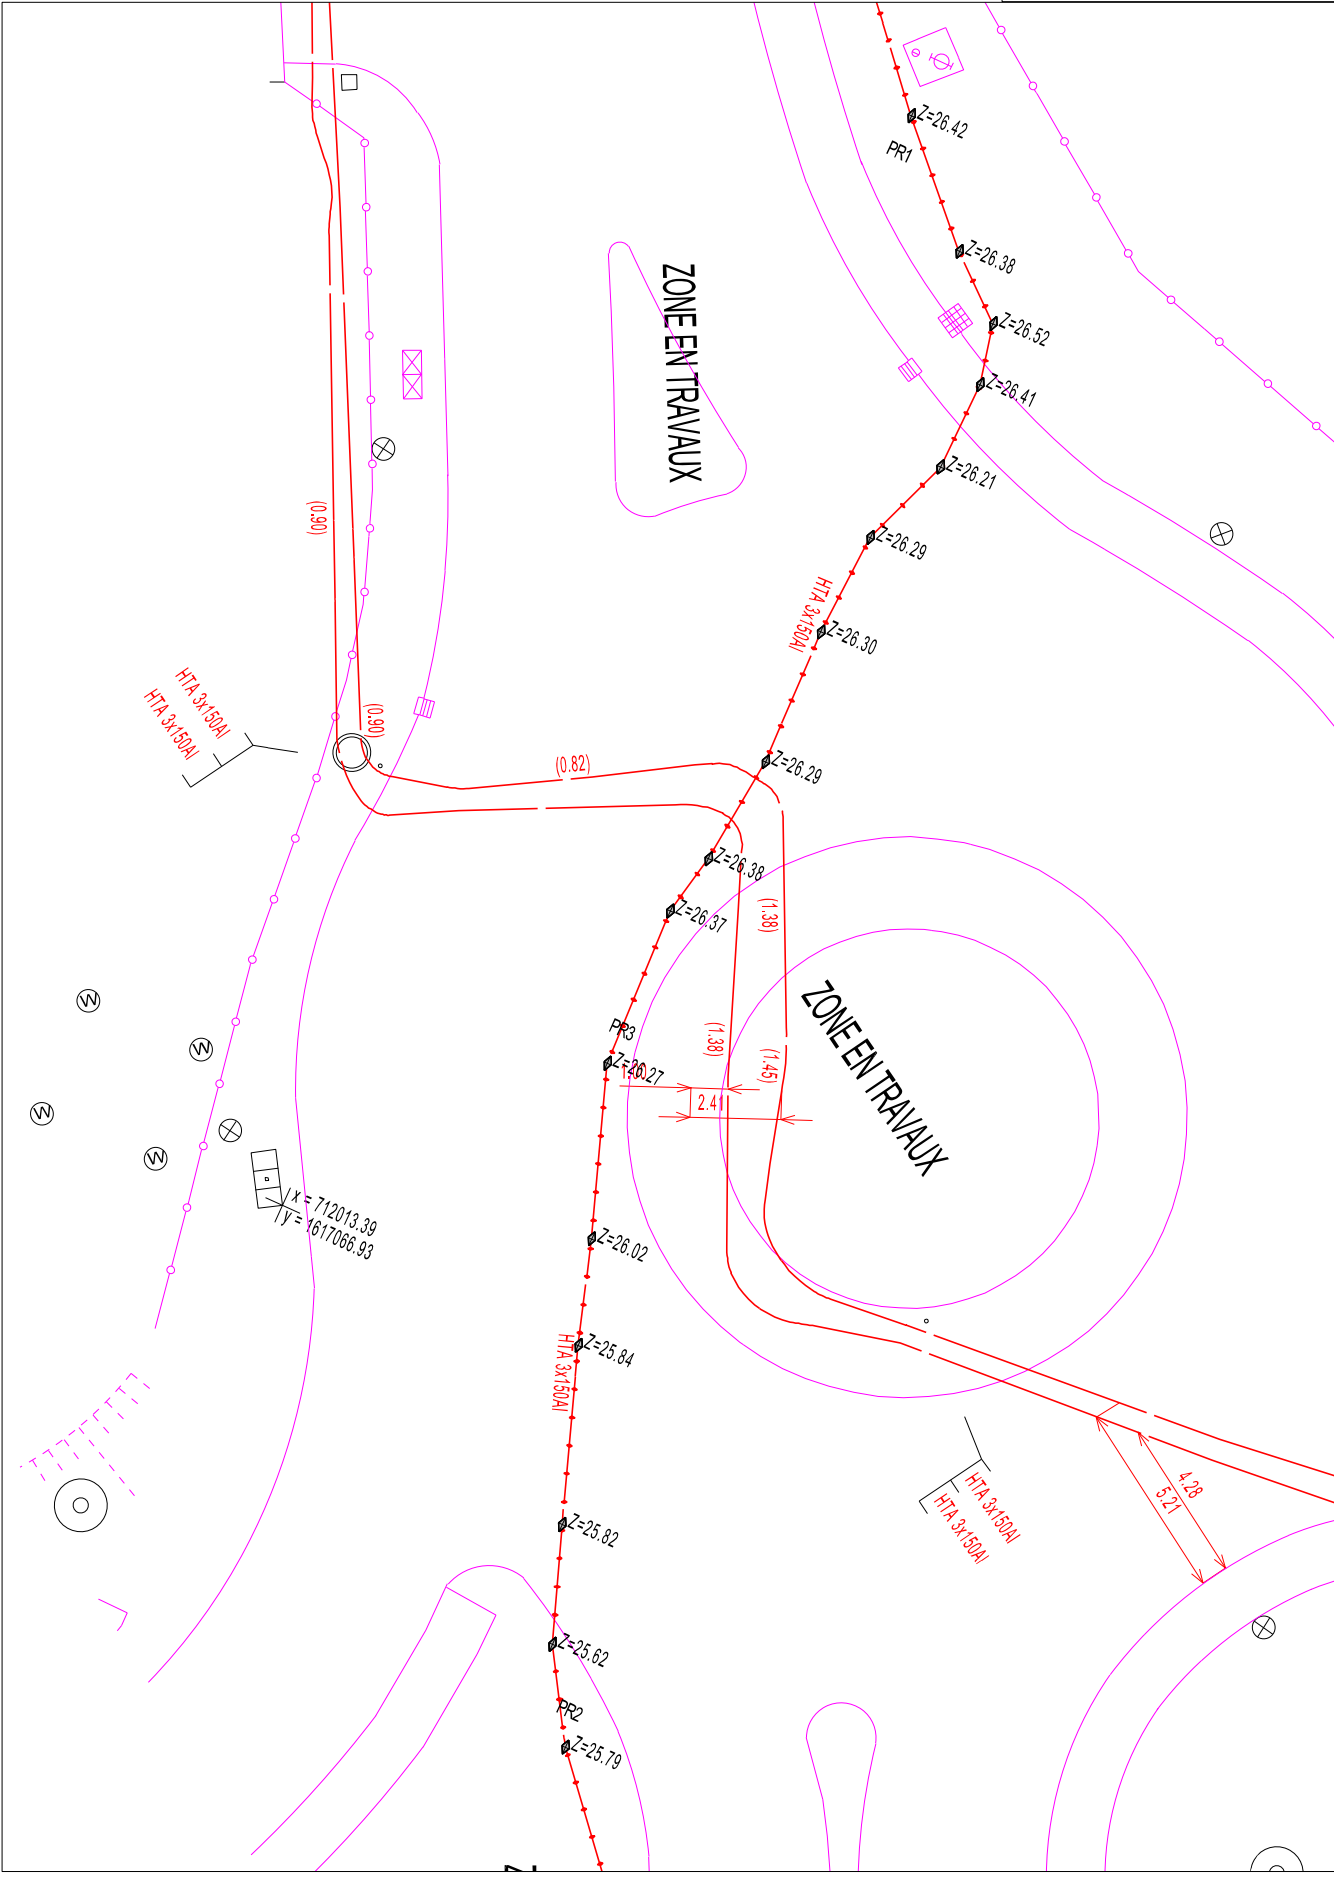 Z=26.42
PR1
Z=26.38
ZONE EN TRAVAUX
Z=26.52
Z=26.41
Z=26.21
(0.90)
Z=26.29
HTA 3x150Al
Z=26.30
HTA 3x150Al
HTA 3x150Al
(0.90)
(0.82)
Z=26.29
Z=26.38
Z=26.37
(1.38)
ZONE EN TRAVAUX
W
W
W
W
PR3
(1.38)
(1.45)
Z=26.27
2.41
x = 712013.39
y = 1617066.93
Z=26.02
Z=25.84
HTA 3x150Al
HTA 3x150Al
HTA 3x150Al
4.28
5.21
Z=25.82
Z=25.62
PR2
Z=25.79